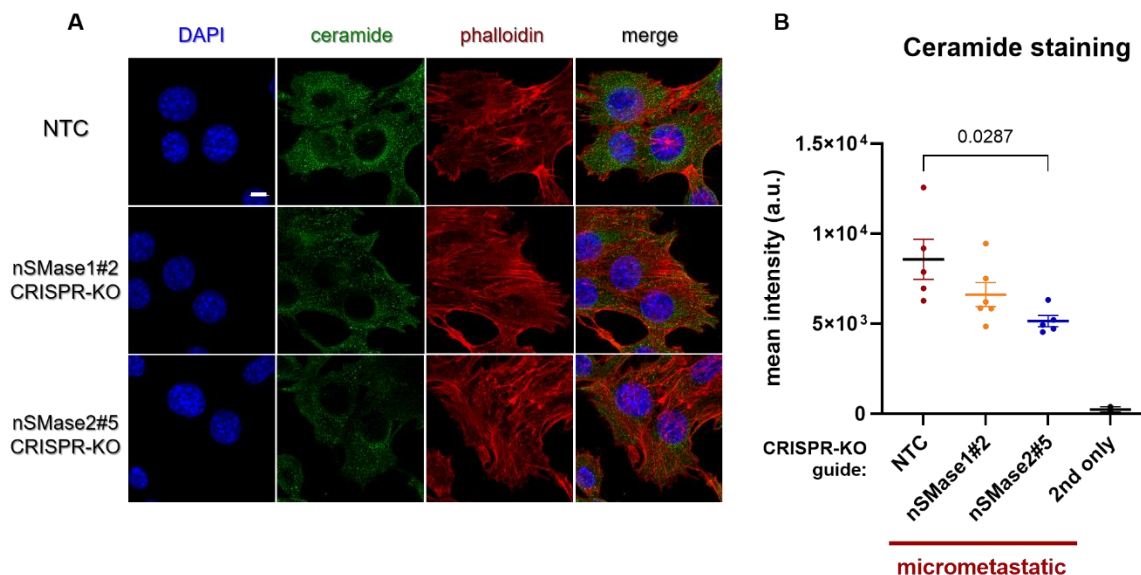 A
DAPI
ceramide
phalloidin
merge
NTC
nSMase1#2
CRISPR-KO
nSMase2#5
CRISPR-KO
B
Ceramide staining
0.0287
mean intensity (a.u.)
1.5×10⁴
1×10⁴
5×10³
0
CRISPR-KO
guide:
NTC
nSMase1#2
nSMase2#5
2nd only
micrometastatic